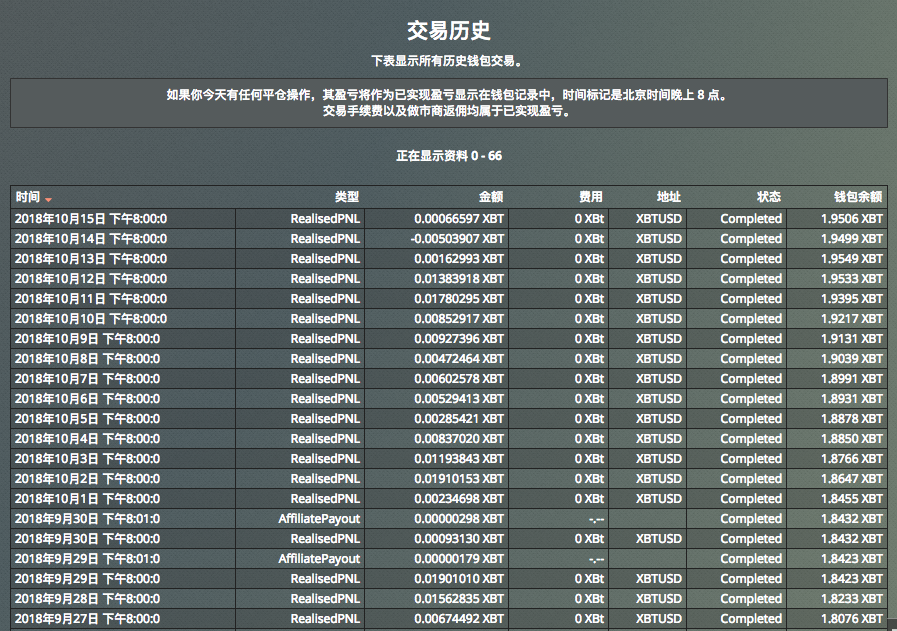 交易历史
下表显示所有历史钱包交易。
如果你今天有任何平仓操作，其盈亏将作为已实现盈亏显示在钱包记录中，时间标记是北京时间晚上 8 点。
交易手续费以及做市商返佣均属于已实现盈亏。
正在显示资料 0 - 66
时间 类型 金额 费用 地址 状态 钱包余额
2018年10月15日 下午8:00:0 RealisedPNL 0.00066597 XBT 0 XBt XBTUSD Completed 1.9506 XBT
2018年10月14日 下午8:00:0 RealisedPNL -0.00503907 XBT 0 XBt XBTUSD Completed 1.9499 XBT
2018年10月13日 下午8:00:0 RealisedPNL 0.00162993 XBT 0 XBt XBTUSD Completed 1.9549 XBT
2018年10月12日 下午8:00:0 RealisedPNL 0.01383918 XBT 0 XBt XBTUSD Completed 1.9533 XBT
2018年10月11日 下午8:00:0 RealisedPNL 0.01780295 XBT 0 XBt XBTUSD Completed 1.9395 XBT
2018年10月10日 下午8:00:0 RealisedPNL 0.00852917 XBT 0 XBt XBTUSD Completed 1.9217 XBT
2018年10月9日 下午8:00:0 RealisedPNL 0.00927396 XBT 0 XBt XBTUSD Completed 1.9131 XBT
2018年10月8日 下午8:00:0 RealisedPNL 0.00472464 XBT 0 XBt XBTUSD Completed 1.9039 XBT
2018年10月7日 下午8:00:0 RealisedPNL 0.00602578 XBT 0 XBt XBTUSD Completed 1.8991 XBT
2018年10月6日 下午8:00:0 RealisedPNL 0.00529413 XBT 0 XBt XBTUSD Completed 1.8931 XBT
2018年10月5日 下午8:00:0 RealisedPNL 0.00285421 XBT 0 XBt XBTUSD Completed 1.8878 XBT
2018年10月4日 下午8:00:0 RealisedPNL 0.00837020 XBT 0 XBt XBTUSD Completed 1.8850 XBT
2018年10月3日 下午8:00:0 RealisedPNL 0.01193843 XBT 0 XBt XBTUSD Completed 1.8766 XBT
2018年10月2日 下午8:00:0 RealisedPNL 0.01910153 XBT 0 XBt XBTUSD Completed 1.8647 XBT
2018年10月1日 下午8:00:0 RealisedPNL 0.00234698 XBT 0 XBt XBTUSD Completed 1.8455 XBT
2018年9月30日 下午8:01:0 AffiliatePayout 0.00000298 XBT -.-- Completed 1.8432 XBT
2018年9月30日 下午8:00:0 RealisedPNL 0.00093130 XBT 0 XBt XBTUSD Completed 1.8432 XBT
2018年9月29日 下午8:01:0 AffiliatePayout 0.00000179 XBT -.-- Completed 1.8423 XBT
2018年9月29日 下午8:00:0 RealisedPNL 0.01901010 XBT 0 XBt XBTUSD Completed 1.8423 XBT
2018年9月28日 下午8:00:0 RealisedPNL 0.01562835 XBT 0 XBt XBTUSD Completed 1.8233 XBT
2018年9月27日 下午8:00:0 RealisedPNL 0.00674492 XBT 0 XBt XBTUSD Completed 1.8076 XBT